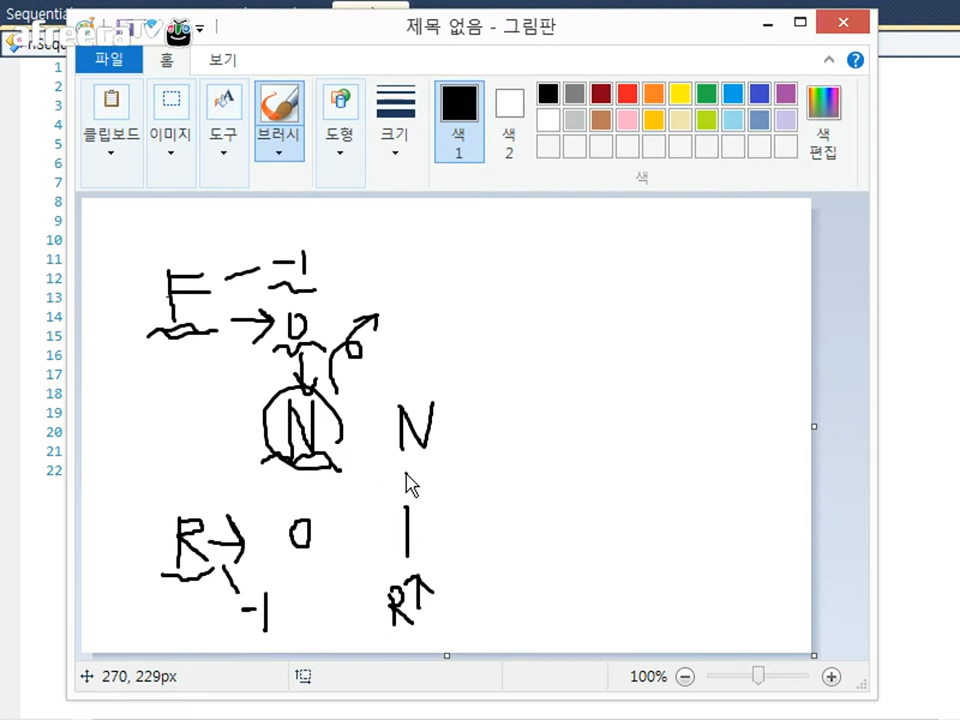 Sequential
afreecaTV
제목 없음 - 그림판
파일 홈 보기
클립보드 이미지 도구 브러시 도형 크기 색 1 색 2 색 편집
색
1
2
3
4
5
6
7
8
9
10
11
12
13
14
15
16
17
18
19
20
21
22
F -1
0
N N
R 0 1
-1 R
270, 229px
100%